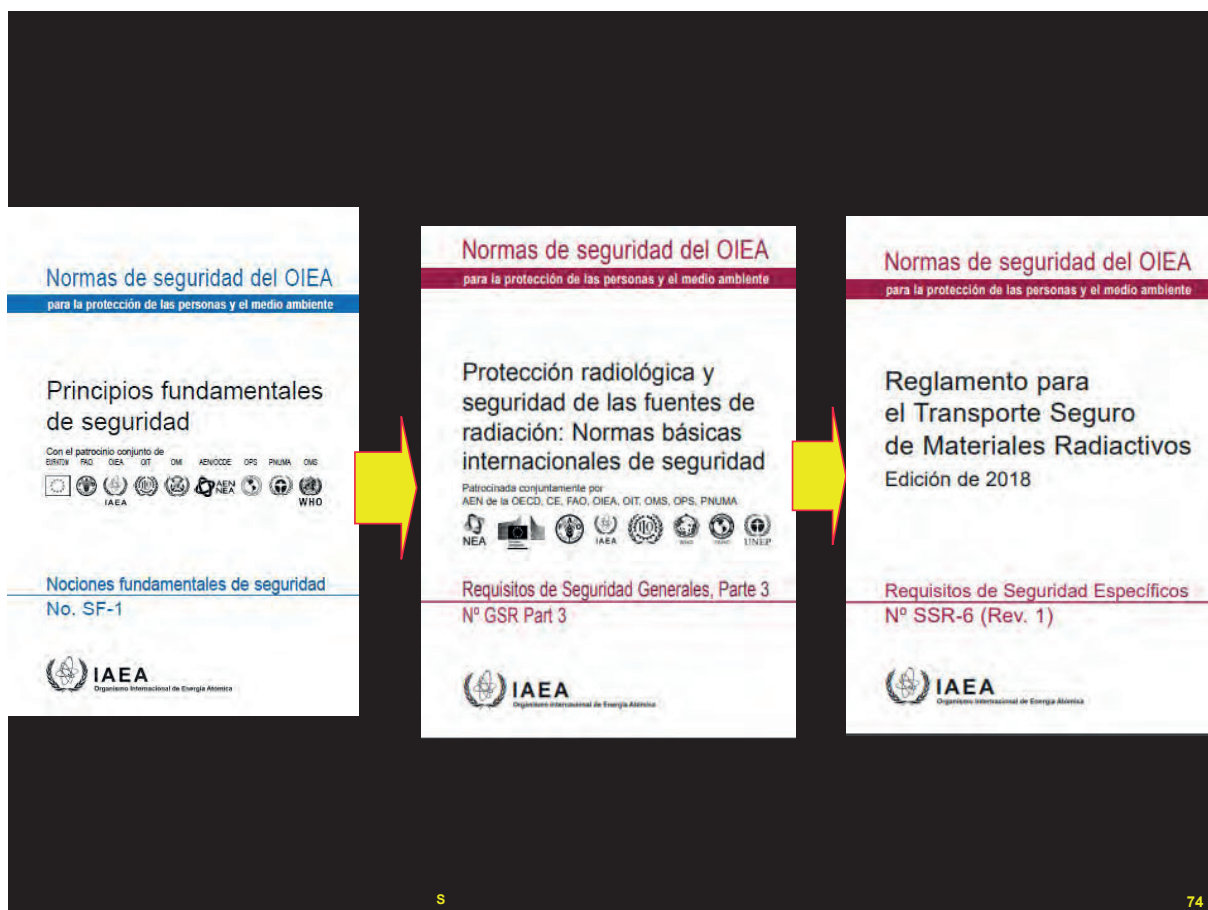 Normas de seguridad del OIEA
para la protección de las personas y el medio ambiente
Principios fundamentales
de seguridad
Con el patrocinio conjunto de
EURATOM FAO OIEA OIT OMI AEN/OCDE OPS PNUMA OMS
IAEA
AEN
NEA
WHO
Nociones fundamentales de seguridad
No. SF-1
IAEA
Organismo Internacional de Energía Atómica
Normas de seguridad del OIEA
para la protección de las personas y el medio ambiente
Protección radiológica y
seguridad de las fuentes de
radiación: Normas básicas
internacionales de seguridad
Patrocinada conjuntamente por
AEN de la OECD, CE, FAO, OIEA, OIT, OMS, OPS, PNUMA
NEA
IAEA
UNEP
Requisitos de Seguridad Generales, Parte 3
Nº GSR Part 3
IAEA
Organismo Internacional de Energía Atómica
Normas de seguridad del OIEA
para la protección de las personas y el medio ambiente
Reglamento para
el Transporte Seguro
de Materiales Radiactivos
Edición de 2018
Requisitos de Seguridad Específicos
Nº SSR-6 (Rev. 1)
IAEA
Organismo Internacional de Energía Atómica
S
74